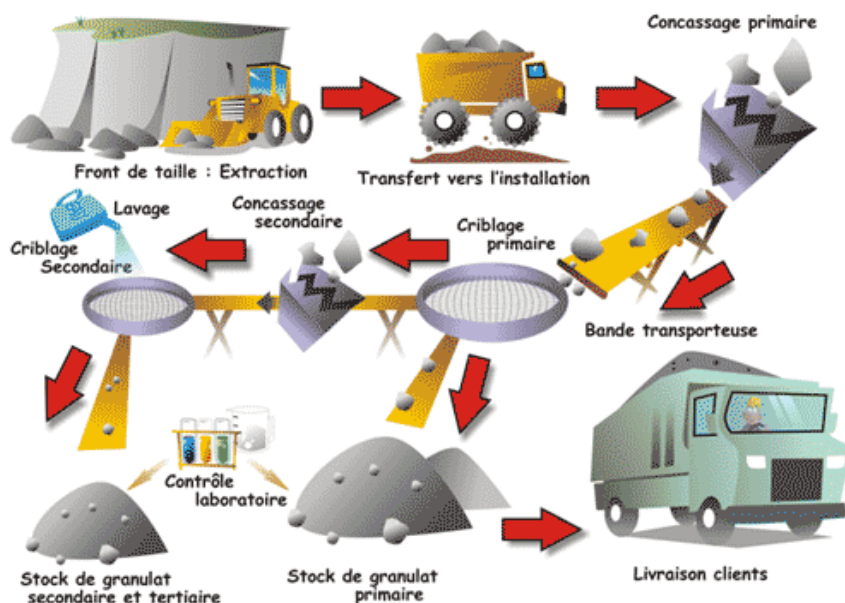 Concassage primaire
Front de taille : Extraction
Transfert vers l'installation
Lavage
Criblage
Secondaire
Concassage
secondaire
Criblage
primaire
Bande transporteuse
Contrôle
laboratoire
Stock de granulat
secondaire et tertiaire
Stock de granulat
primaire
Livraison clients